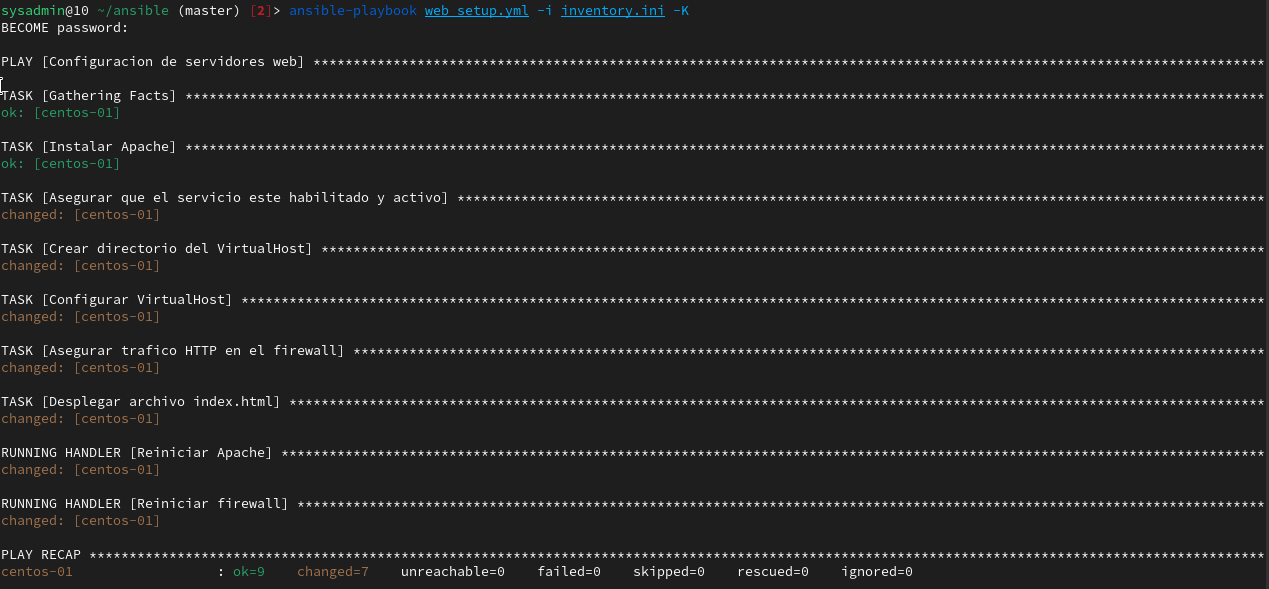 sysadmin@10 ~/ansible (master) [2]> ansible-playbook web_setup.yml -i inventory.ini -K
BECOME password:
PLAY [Configuracion de servidores web] ************************************************************************************************************************
TASK [Gathering Facts] ****************************************************************************************************************************************
ok: [centos-01]
TASK [Instalar Apache] ****************************************************************************************************************************************
ok: [centos-01]
TASK [Asegurar que el servicio este habilitado y activo] ******************************************************************************************************
changed: [centos-01]
TASK [Crear directorio del VirtualHost] ***********************************************************************************************************************
changed: [centos-01]
TASK [Configurar VirtualHost] *********************************************************************************************************************************
changed: [centos-01]
TASK [Asegurar trafico HTTP en el firewall] *******************************************************************************************************************
changed: [centos-01]
TASK [Desplegar archivo index.html] ***************************************************************************************************************************
changed: [centos-01]
RUNNING HANDLER [Reiniciar Apache] ****************************************************************************************************************************
changed: [centos-01]
RUNNING HANDLER [Reiniciar firewall] **************************************************************************************************************************
changed: [centos-01]
PLAY RECAP ****************************************************************************************************************************************************
centos-01 : ok=9 changed=7 unreachable=0 failed=0 skipped=0 rescued=0 ignored=0